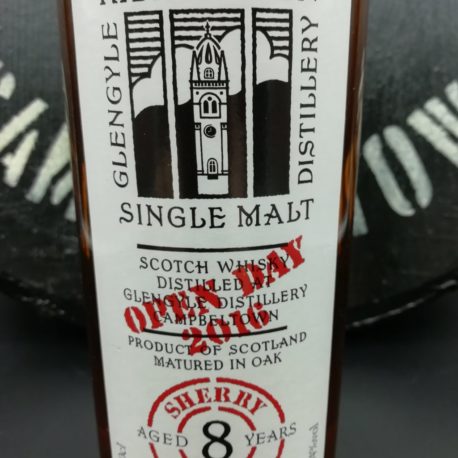 GLENGYLE
DISTILLERY
SINGLE MALT
SCOTCH WHISKY
DISTILLED AT
GLENGYLE DISTILLERY
CAMPBELTOWN
OPEN DAY
2016
PRODUCT OF SCOTLAND
MATURED IN OAK
SHERRY
AGED 8 YEARS